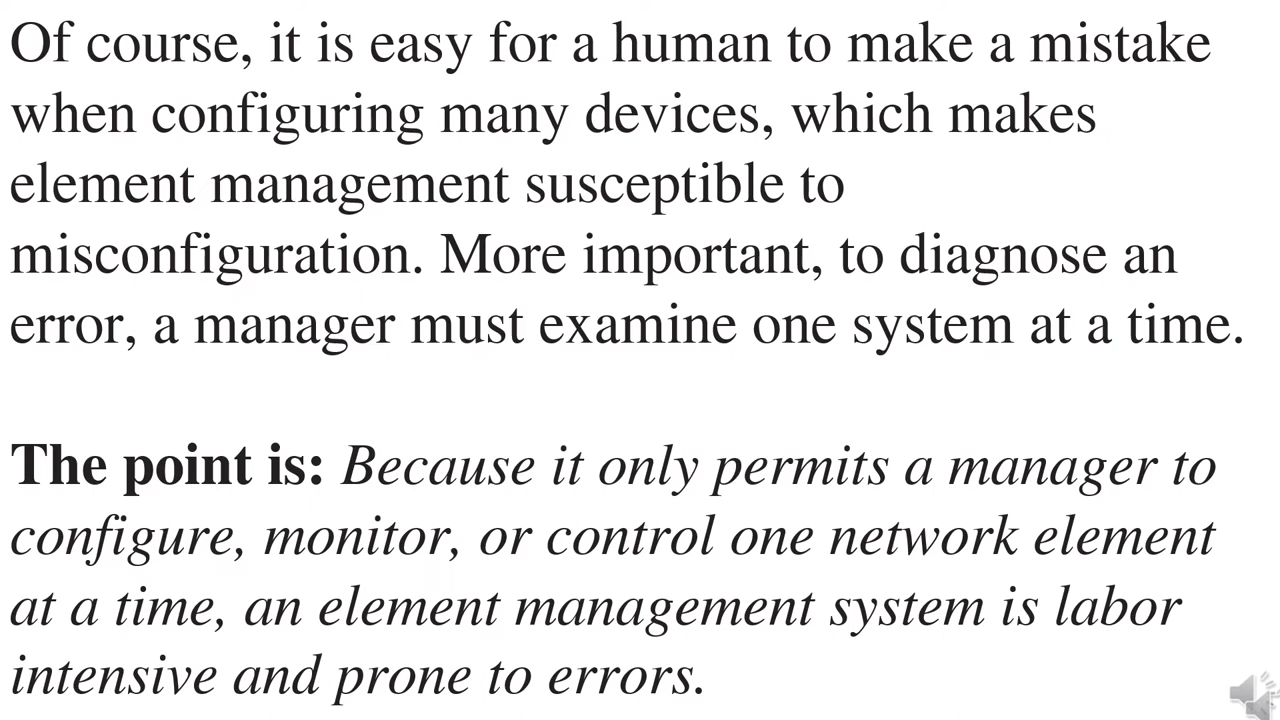 Of course, it is easy for a human to make a mistake
when configuring many devices, which makes
element management susceptible to
misconfiguration. More important, to diagnose an
error, a manager must examine one system at a time.
The point is: Because it only permits a manager to
configure, monitor, or control one network element
at a time, an element management system is labor
intensive and prone to errors.